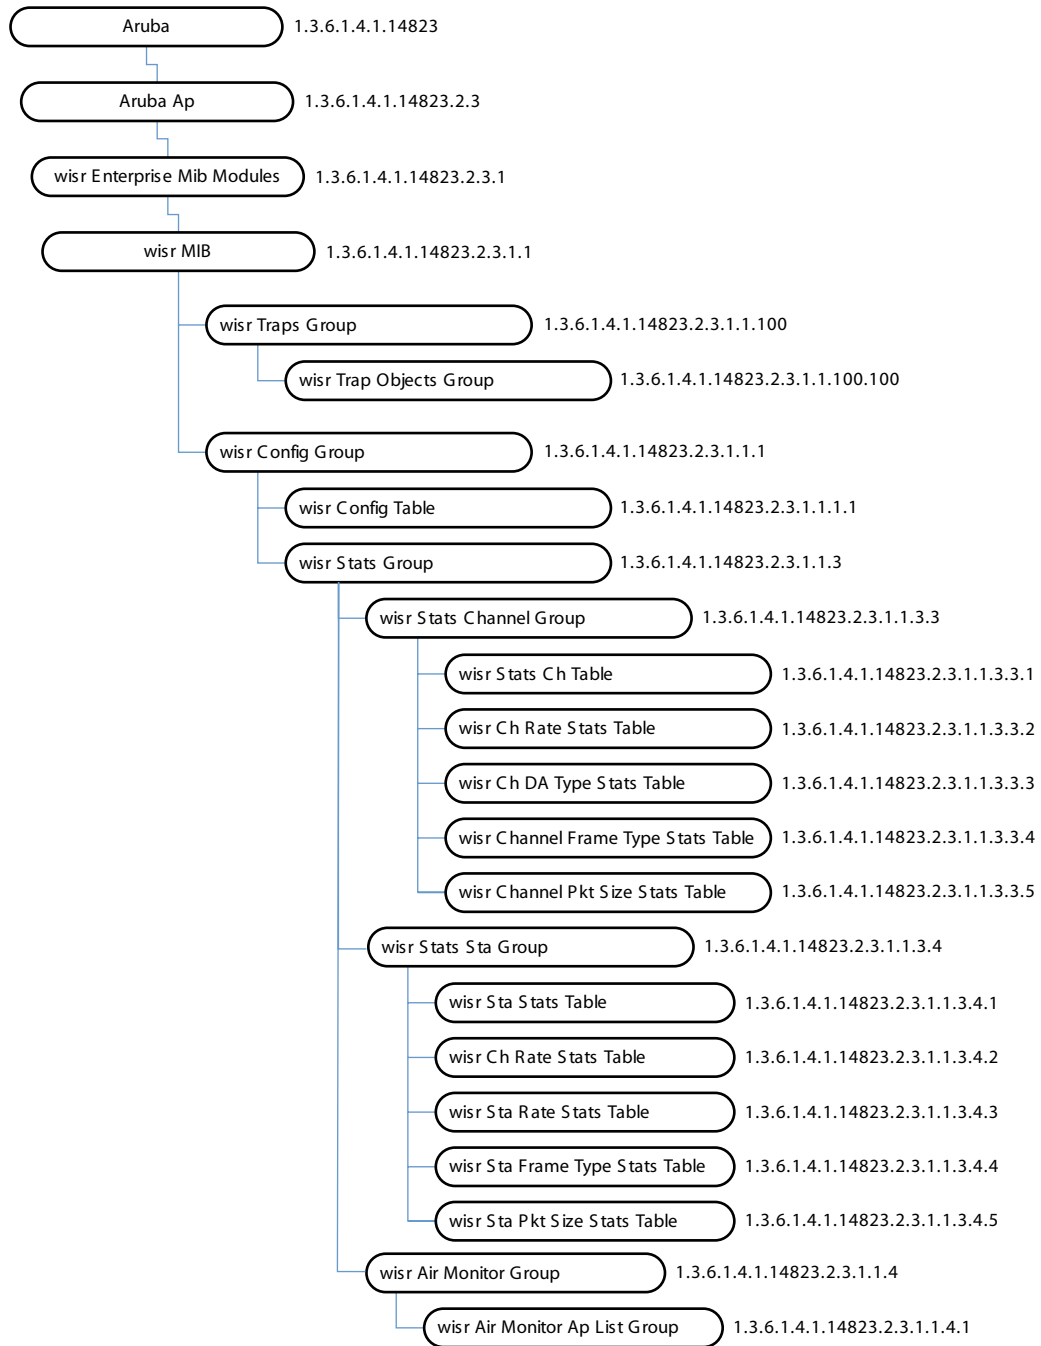 Aruba 1.3.6.1.4.1.14823
Aruba Ap 1.3.6.1.4.1.14823.2.3
wisr Enterprise Mib Modules 1.3.6.1.4.1.14823.2.3.1
wisr MIB 1.3.6.1.4.1.14823.2.3.1.1
wisr Traps Group 1.3.6.1.4.1.14823.2.3.1.1.100
wisr Trap Objects Group 1.3.6.1.4.1.14823.2.3.1.1.100.100
wisr Config Group 1.3.6.1.4.1.14823.2.3.1.1.1
wisr Config Table 1.3.6.1.4.1.14823.2.3.1.1.1.1
wisr Stats Group 1.3.6.1.4.1.14823.2.3.1.1.3
wisr Stats Channel Group 1.3.6.1.4.1.14823.2.3.1.1.3.3
wisr Stats Ch Table 1.3.6.1.4.1.14823.2.3.1.1.3.3.1
wisr Ch Rate Stats Table 1.3.6.1.4.1.14823.2.3.1.1.3.3.2
wisr Ch DA Type Stats Table 1.3.6.1.4.1.14823.2.3.1.1.3.3.3
wisr Channel Frame Type Stats Table 1.3.6.1.4.1.14823.2.3.1.1.3.3.4
wisr Channel Pkt Size Stats Table 1.3.6.1.4.1.14823.2.3.1.1.3.3.5
wisr Stats Sta Group 1.3.6.1.4.1.14823.2.3.1.1.3.4
wisr Sta Stats Table 1.3.6.1.4.1.14823.2.3.1.1.3.4.1
wisr Ch Rate Stats Table 1.3.6.1.4.1.14823.2.3.1.1.3.4.2
wisr Sta Rate Stats Table 1.3.6.1.4.1.14823.2.3.1.1.3.4.3
wisr Sta Frame Type Stats Table 1.3.6.1.4.1.14823.2.3.1.1.3.4.4
wisr Sta Pkt Size Stats Table 1.3.6.1.4.1.14823.2.3.1.1.3.4.5
wisr Air Monitor Group 1.3.6.1.4.1.14823.2.3.1.1.4
wisr Air Monitor Ap List Group 1.3.6.1.4.1.14823.2.3.1.1.4.1